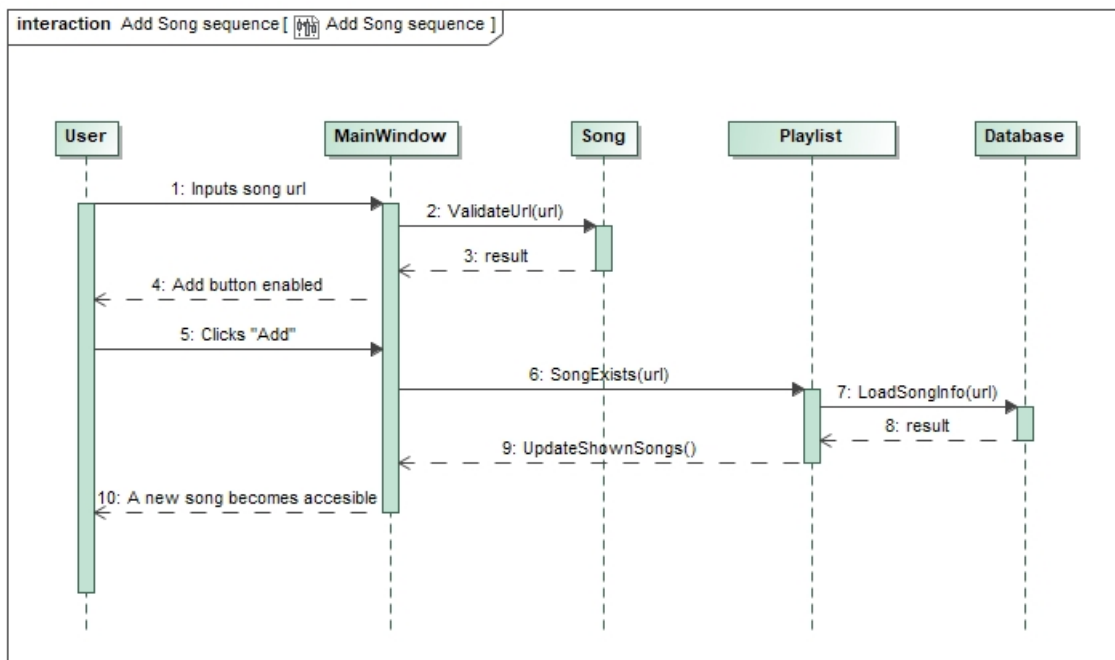 interaction Add Song sequence [ Add Song sequence ]
User MainWindow Song Playlist Database
1: Inputs song url
2: ValidateUrl(url)
3: result
4: Add button enabled
5: Clicks "Add"
6: SongExists(url)
7: LoadSongInfo(url)
8: result
9: UpdateShownSongs()
10: A new song becomes accesible